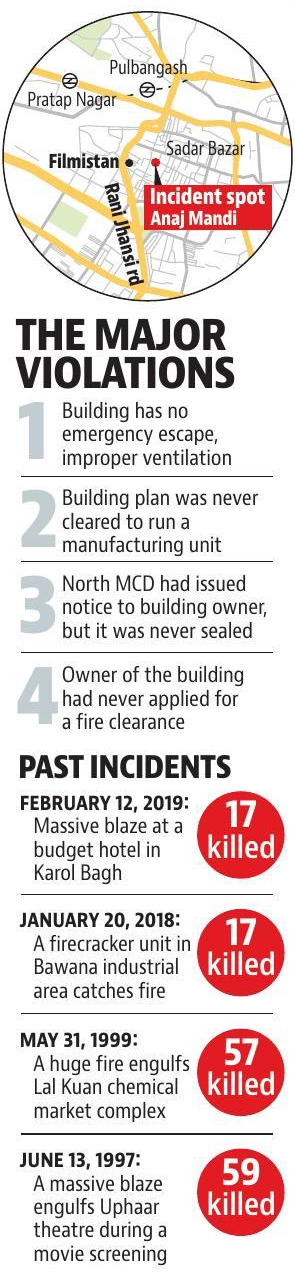 Pulbangash
Pratap Nagar
Sadar Bazar
Filmistan
Incident spot
Anaj Mandi
Rani Jhansi rd
THE MAJOR
VIOLATIONS
1
Building has no
emergency escape,
improper ventilation
2
Building plan was never
cleared to run a
manufacturing unit
3
North MCD had issued
notice to building owner,
but it was never sealed
4
Owner of the building
had never applied for
a fire clearance
PAST INCIDENTS
FEBRUARY 12, 2019:
Massive blaze at a
budget hotel in
Karol Bagh
17
killed
JANUARY 20, 2018:
A firecracker unit in
Bawana industrial
area catches fire
17
killed
MAY 31, 1999:
A huge fire engulfs
Lal Kuan chemical
market complex
57
killed
JUNE 13, 1997:
A massive blaze
engulfs Uphaar
theatre during a
movie screening
59
killed